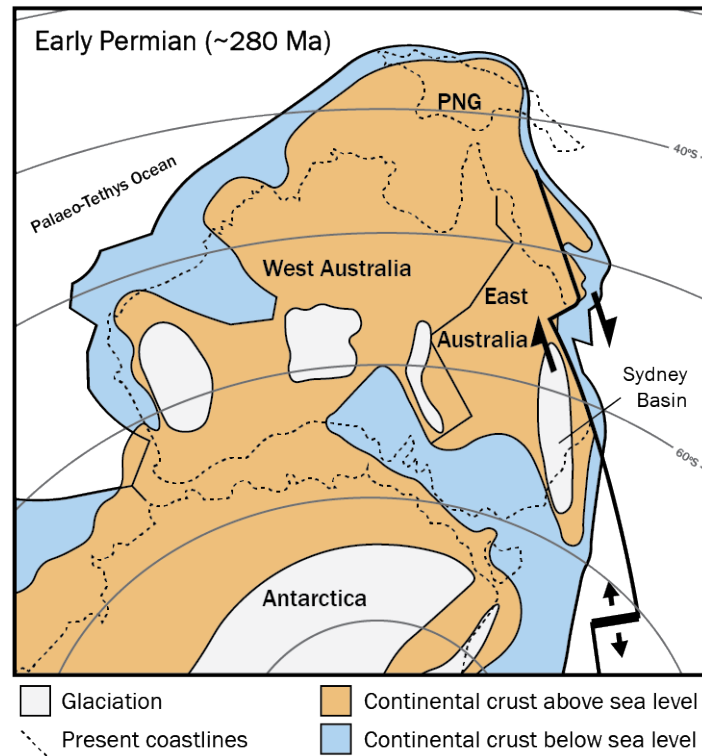 Early Permian (~280 Ma)
PNG
40°S
Palaeo-Tethys Ocean
West Australia
East
Australia
Sydney
Basin
60°S
Antarctica
Glaciation
Continental crust above sea level
Present coastlines
Continental crust below sea level